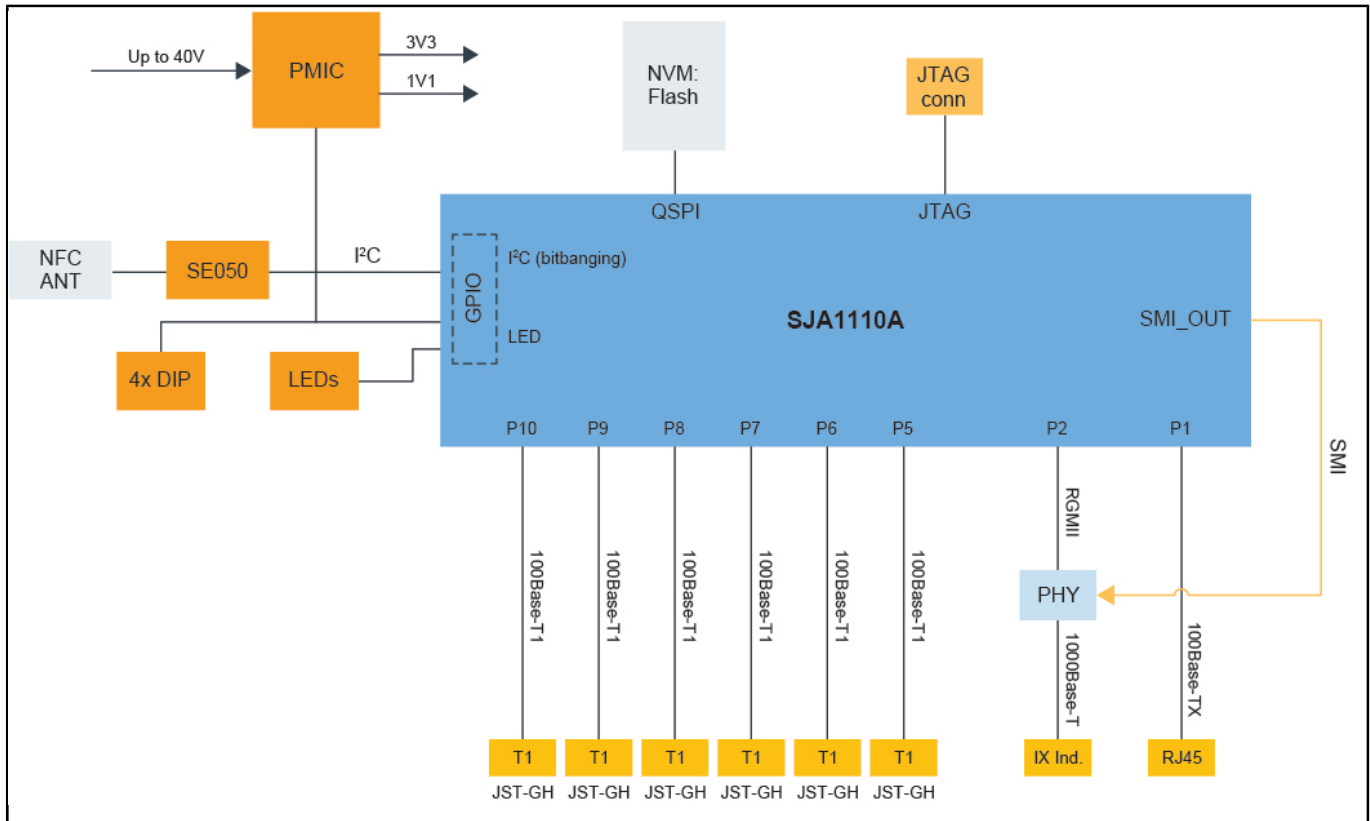 Up to 40V
PMIC
3V3
1V1
NVM:
Flash
JTAG
conn
QSPI
JTAG
NFC
ANT
SE050
I²C
GPIO
I²C (bitbanging)
LED
SJA1110A
SMI_OUT
4x DIP
LEDs
P10
P9
P8
P7
P6
P5
P2
P1
SMI
RGMII
PHY
100Base-T1
100Base-T1
100Base-T1
100Base-T1
100Base-T1
100Base-T1
1000Base-T
100Base-TX
T1
T1
T1
T1
T1
T1
IX Ind.
RJ45
JST-GH
JST-GH
JST-GH
JST-GH
JST-GH
JST-GH